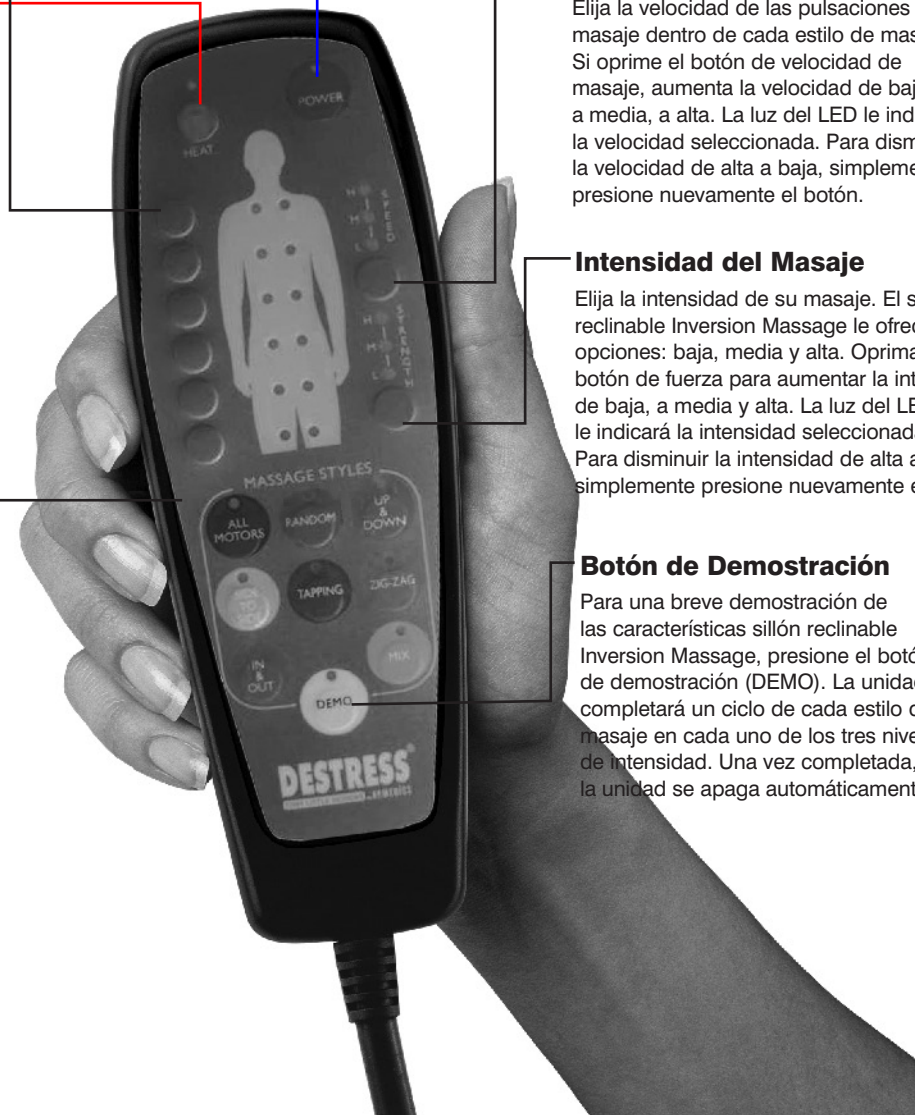 POWER
HEAT
H
M
L
SPEED
H
M
L
STRENGTH
MASSAGE STYLES
ALL
MOTORS
RANDOM
UP
&
DOWN
TO
TAPPING
ZIG-ZAG
IN
&
OUT
MIX
DEMO
DESTRESS®
Elija la velocidad de las pulsaciones
masaje dentro de cada estilo de mas
Si oprime el botón de velocidad de
masaje, aumenta la velocidad de baj
a media, a alta. La luz del LED le ind
la velocidad seleccionada. Para dism
la velocidad de alta a baja, simpleme
presione nuevamente el botón.
Intensidad del Masaje
Elija la intensidad de su masaje. El s
reclinable Inversion Massage le ofrec
opciones: baja, media y alta. Oprima
botón de fuerza para aumentar la int
de baja, a media y alta. La luz del LE
le indicará la intensidad seleccionada
Para disminuir la intensidad de alta a
simplemente presione nuevamente e
Botón de Demostración
Para una breve demostración de
las características sillón reclinable
Inversion Massage, presione el botó
de demostración (DEMO). La unidad
completará un ciclo de cada estilo d
masaje en cada uno de los tres nive
de intensidad. Una vez completada,
la unidad se apaga automáticament